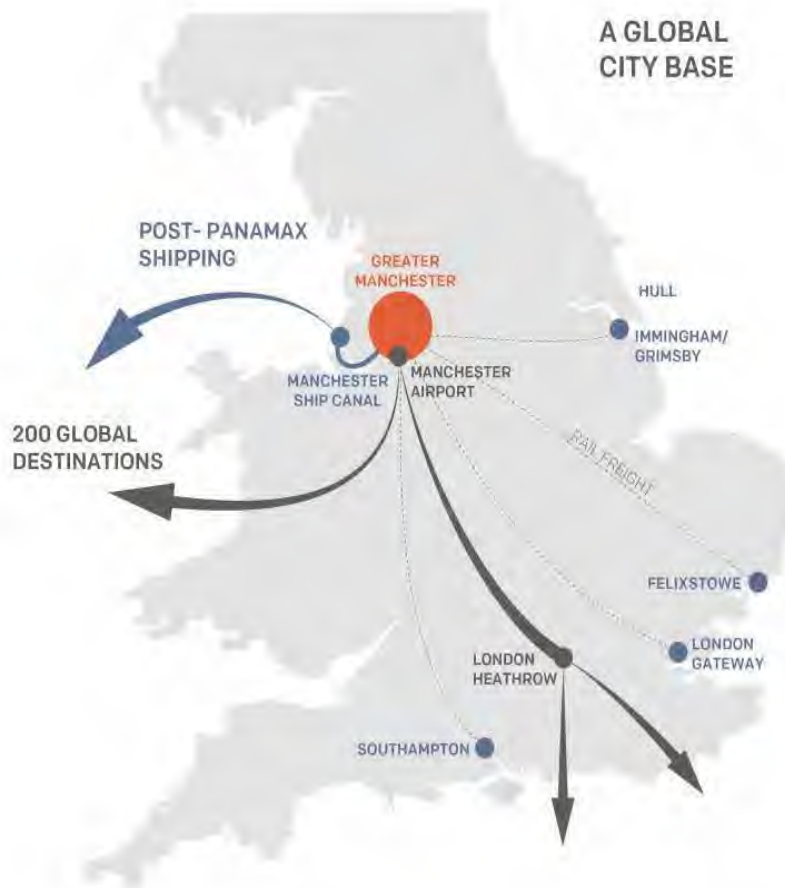 A GLOBAL
CITY BASE
POST- PANAMAX
SHIPPING
GREATER
MANCHESTER
HULL
IMMINGHAM/
GRIMSBY
MANCHESTER
SHIP CANAL
MANCHESTER
AIRPORT
200 GLOBAL
DESTINATIONS
RAIL FREIGHT
FELIXSTOWE
LONDON
GATEWAY
LONDON
HEATHROW
SOUTHAMPTON